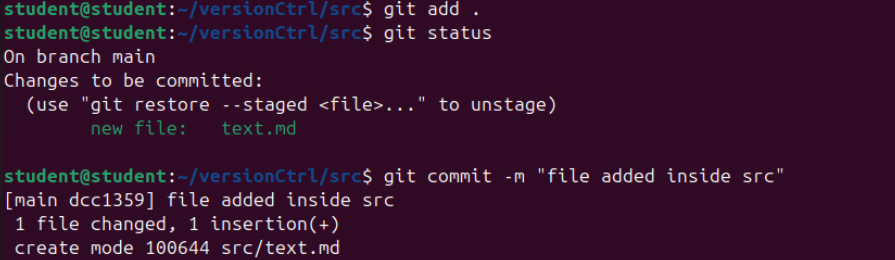 student@student:~/versionCtrl/src$ git add .
student@student:~/versionCtrl/src$ git status
On branch main
Changes to be committed:
  (use "git restore --staged <file>..." to unstage)
        new file:   text.md

student@student:~/versionCtrl/src$ git commit -m "file added inside src"
[main dcc1359] file added inside src
 1 file changed, 1 insertion(+)
 create mode 100644 src/text.md